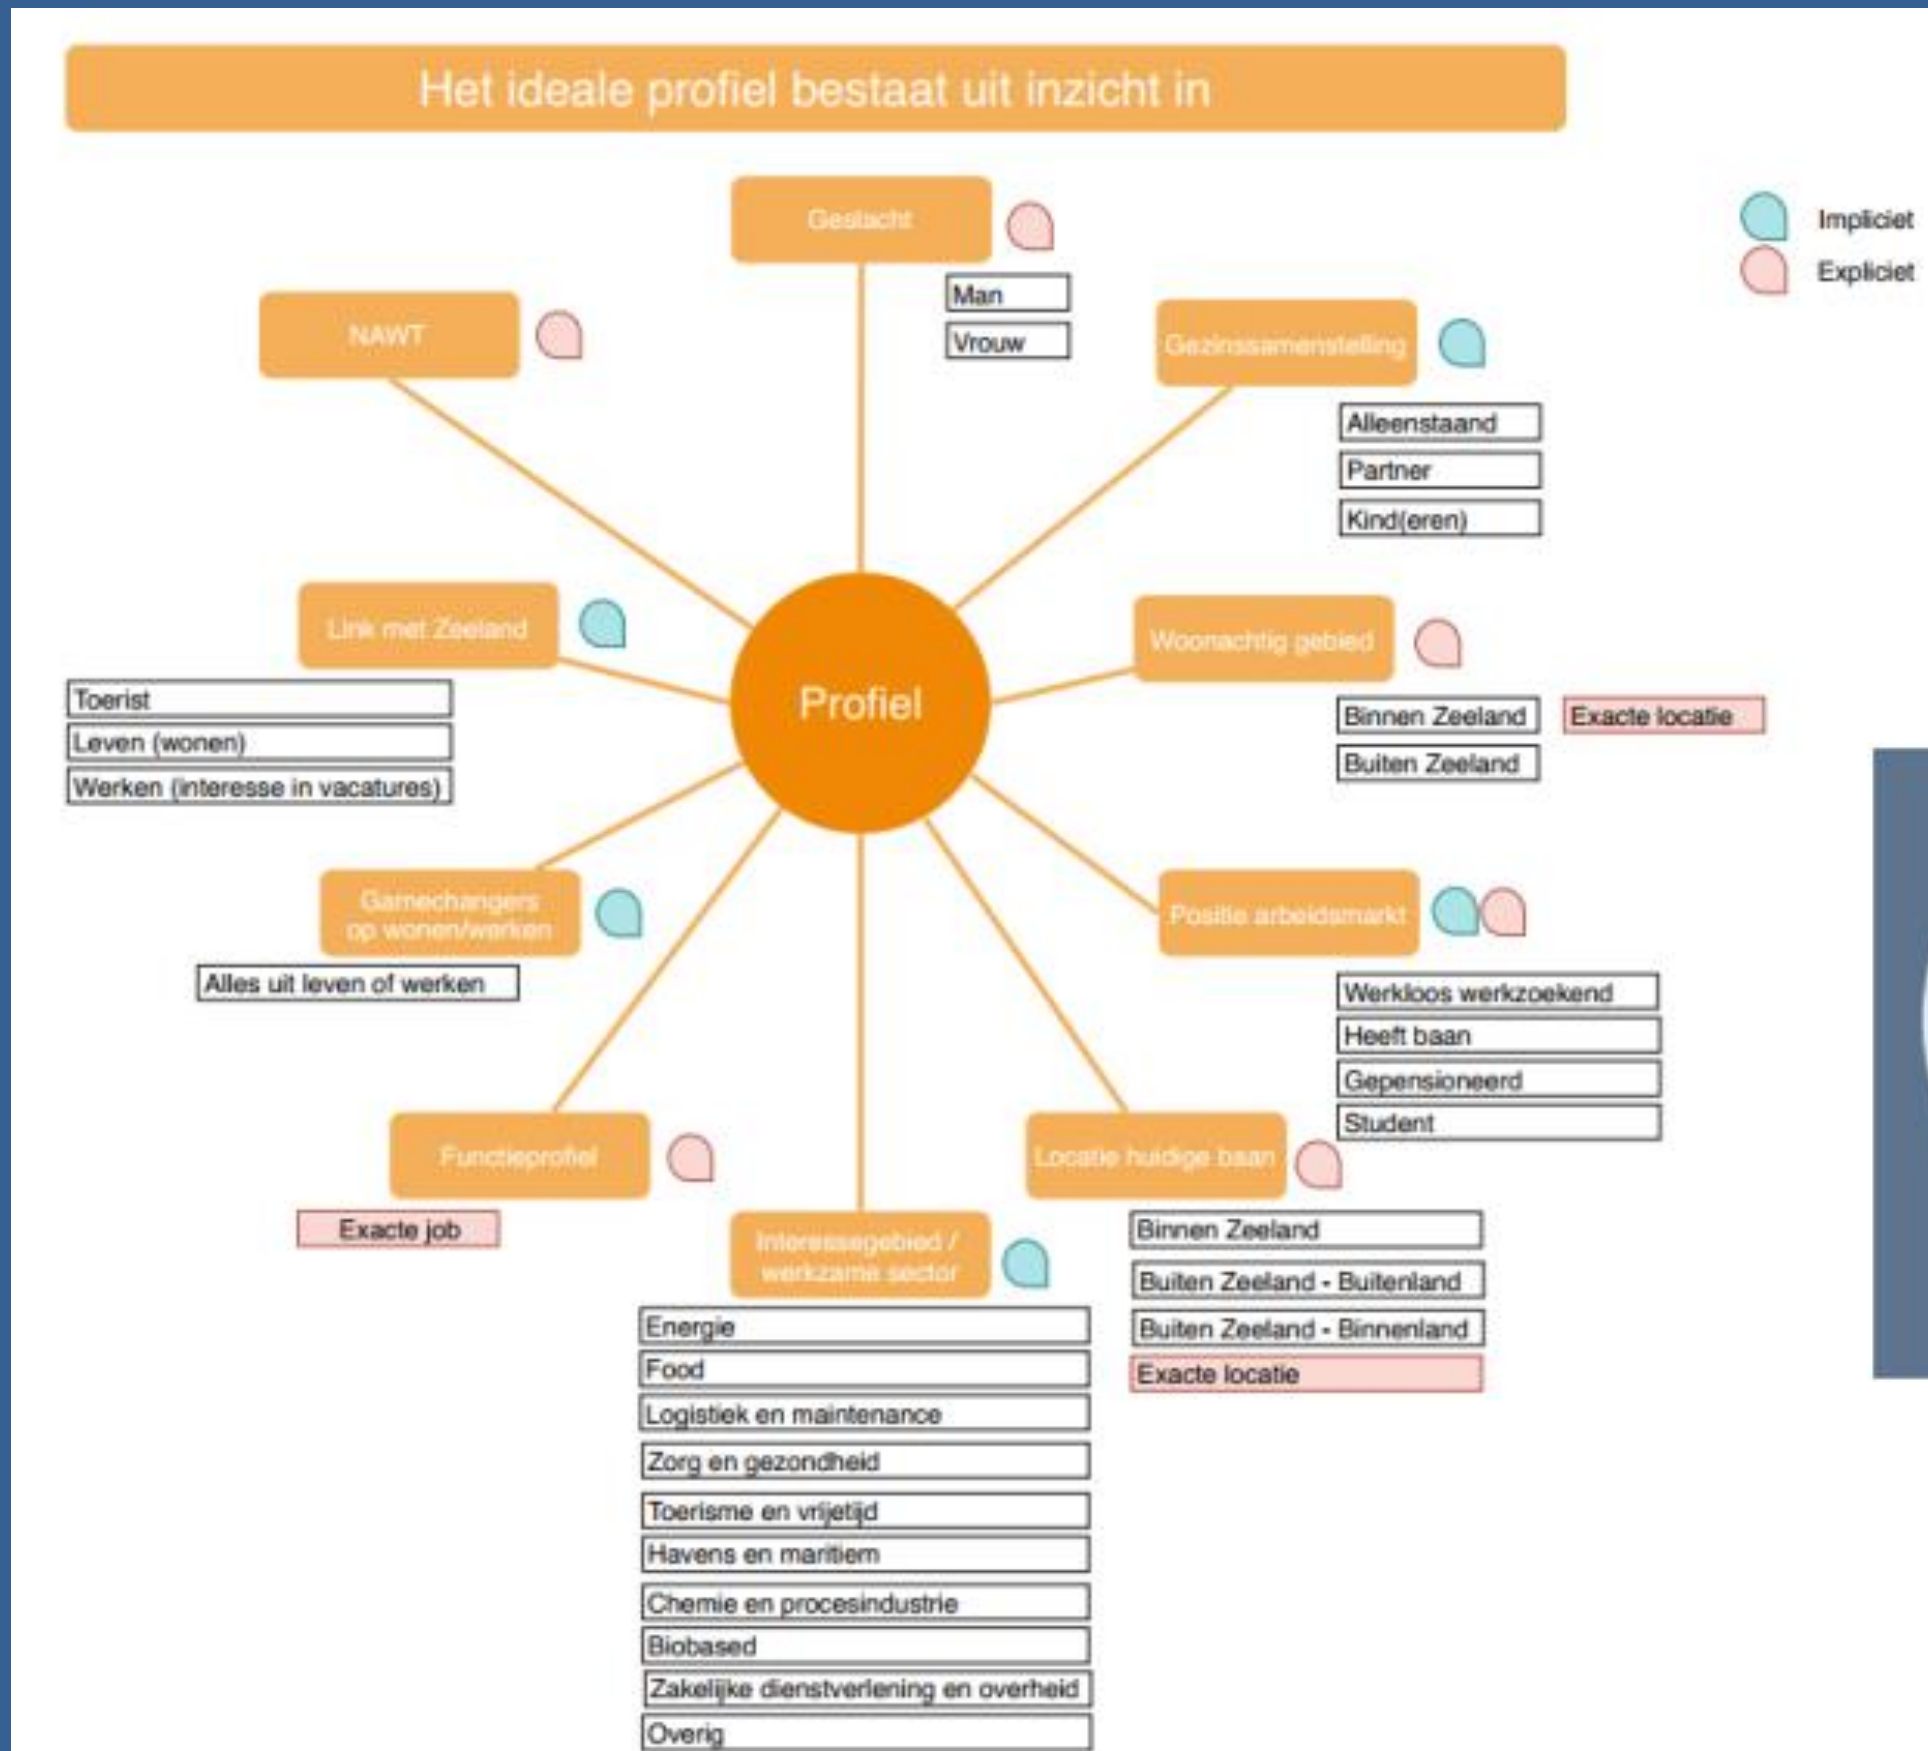 Het ideale profiel bestaat uit inzicht in
Impliciet
Expliciet
Geslacht
Man
Vrouw
NAWT
Gezinssamenstelling
Alleenstaand
Partner
Kind(eren)
Link met Zeeland
Toerist
Leven (wonen)
Werken (interesse in vacatures)
Profiel
Woonachtig gebied
Binnen Zeeland
Exacte locatie
Buiten Zeeland
Gamechangers
op wonen/werken
Alles uit leven of werken
Positie arbeidsmarkt
Werkloos werkzoekend
Heeft baan
Gepensioneerd
Student
Functieprofiel
Exacte job
Interessegebied /
werkzame sector
Energie
Food
Logistiek en maintenance
Zorg en gezondheid
Toerisme en vrijetijd
Havens en maritiem
Chemie en procesindustrie
Biobased
Zakelijke dienstverlening en overheid
Overig
Locatie huidige baan
Binnen Zeeland
Buiten Zeeland - Buitenland
Buiten Zeeland - Binnenland
Exacte locatie